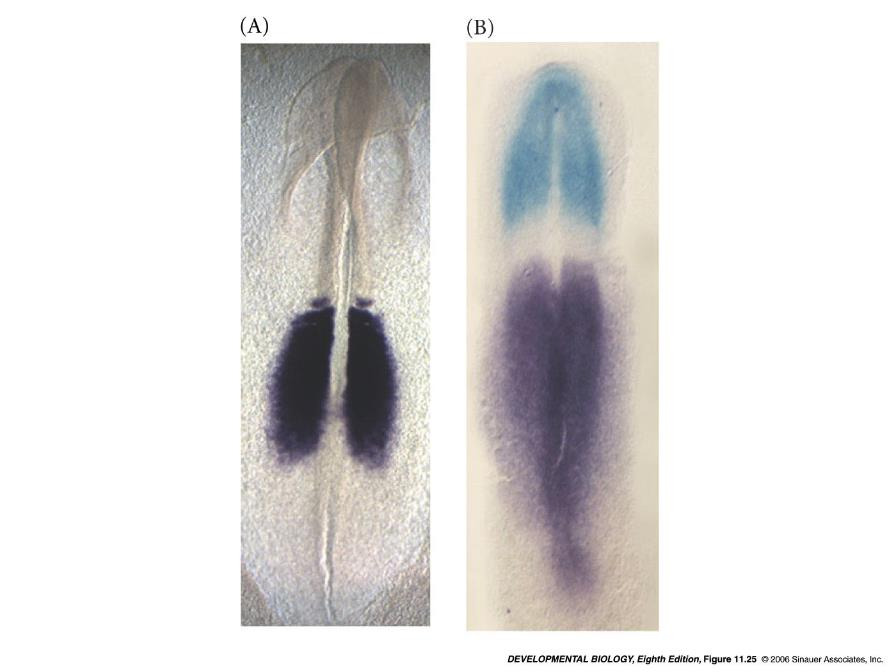 (A)
(B)
DEVELOPMENTAL BIOLOGY, Eighth Edition, Figure 11.25 © 2006 Sinauer Associates, Inc.